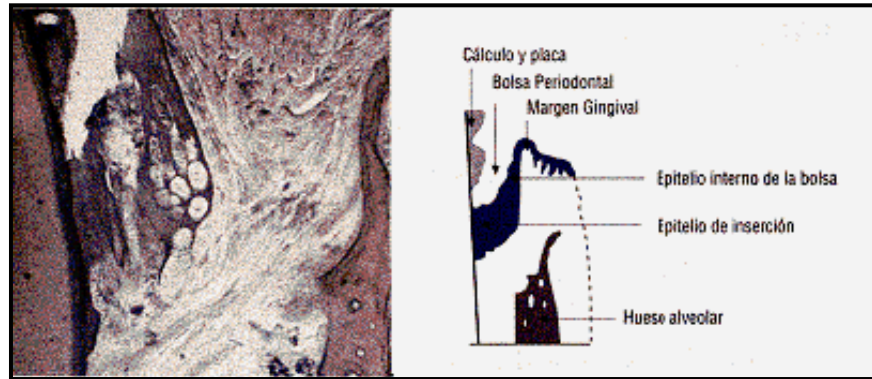 Cálculo y placa
Bolsa Periodontal
Margen Gingival
Epitelio interno de la bolsa
Epitelio de inserción
Hueso alveolar